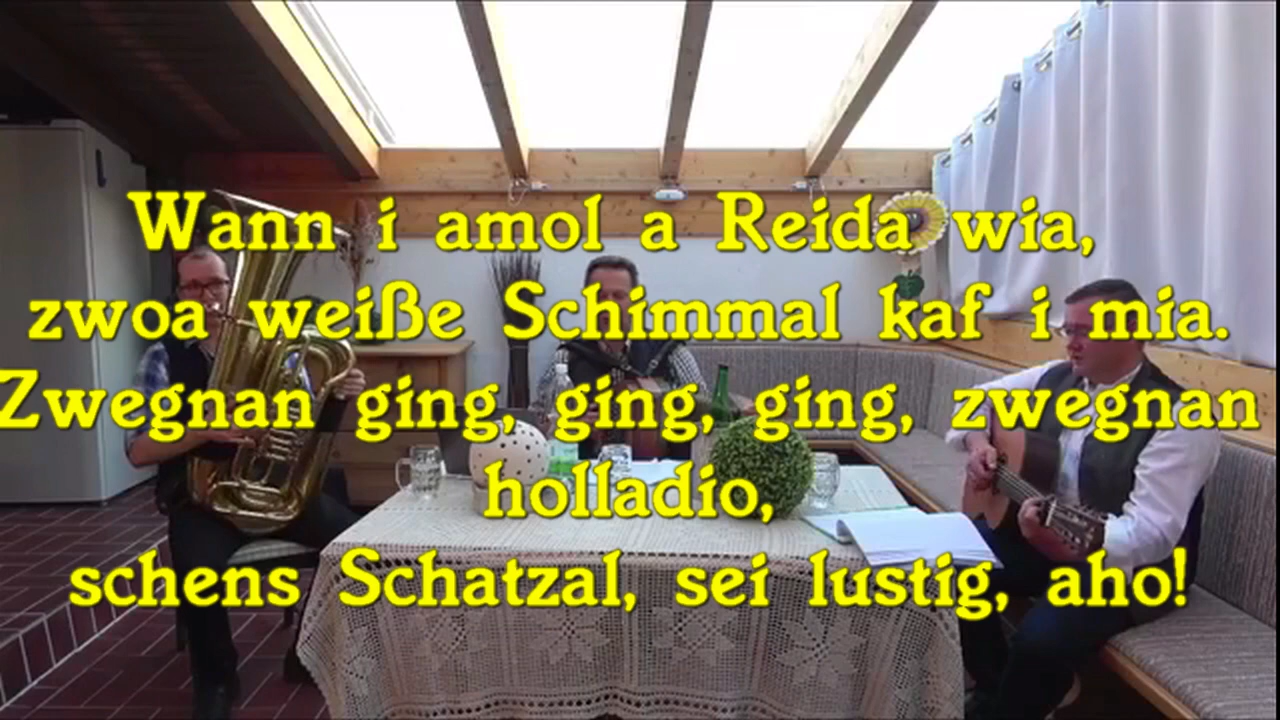 Wann i amol a Reida wia,
zwoa weiße Schimmal kaf i mia.
Zwegnan ging, ging, ging, zwegnan
holladio,
schens Schatzal, sei lustig, aho!